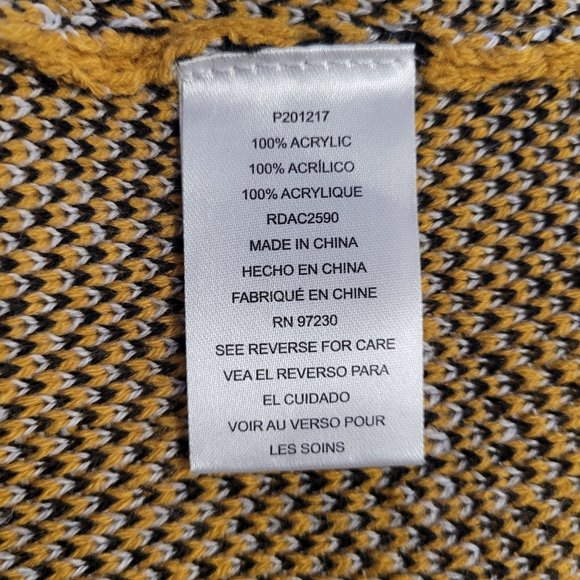 P201217
100% ACRYLIC
100% ACRÍLICO
100% ACRYLIQUE
RDAC2590
MADE IN CHINA
HECHO EN CHINA
FABRIQUÉ EN CHINE
RN 97230
SEE REVERSE FOR CARE
VEA EL REVERSO PARA
EL CUIDADO
VOIR AU VERSO POUR
LES SOINS